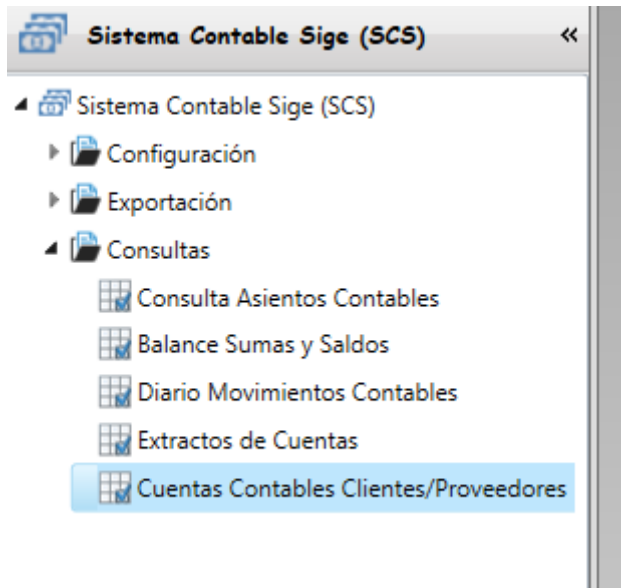 Sistema Contable Sige (SCS) «
Sistema Contable Sige (SCS)
Configuración
Exportación
Consultas
Consulta Asientos Contables
Balance Sumas y Saldos
Diario Movimientos Contables
Extractos de Cuentas
Cuentas Contables Clientes/Proveedores